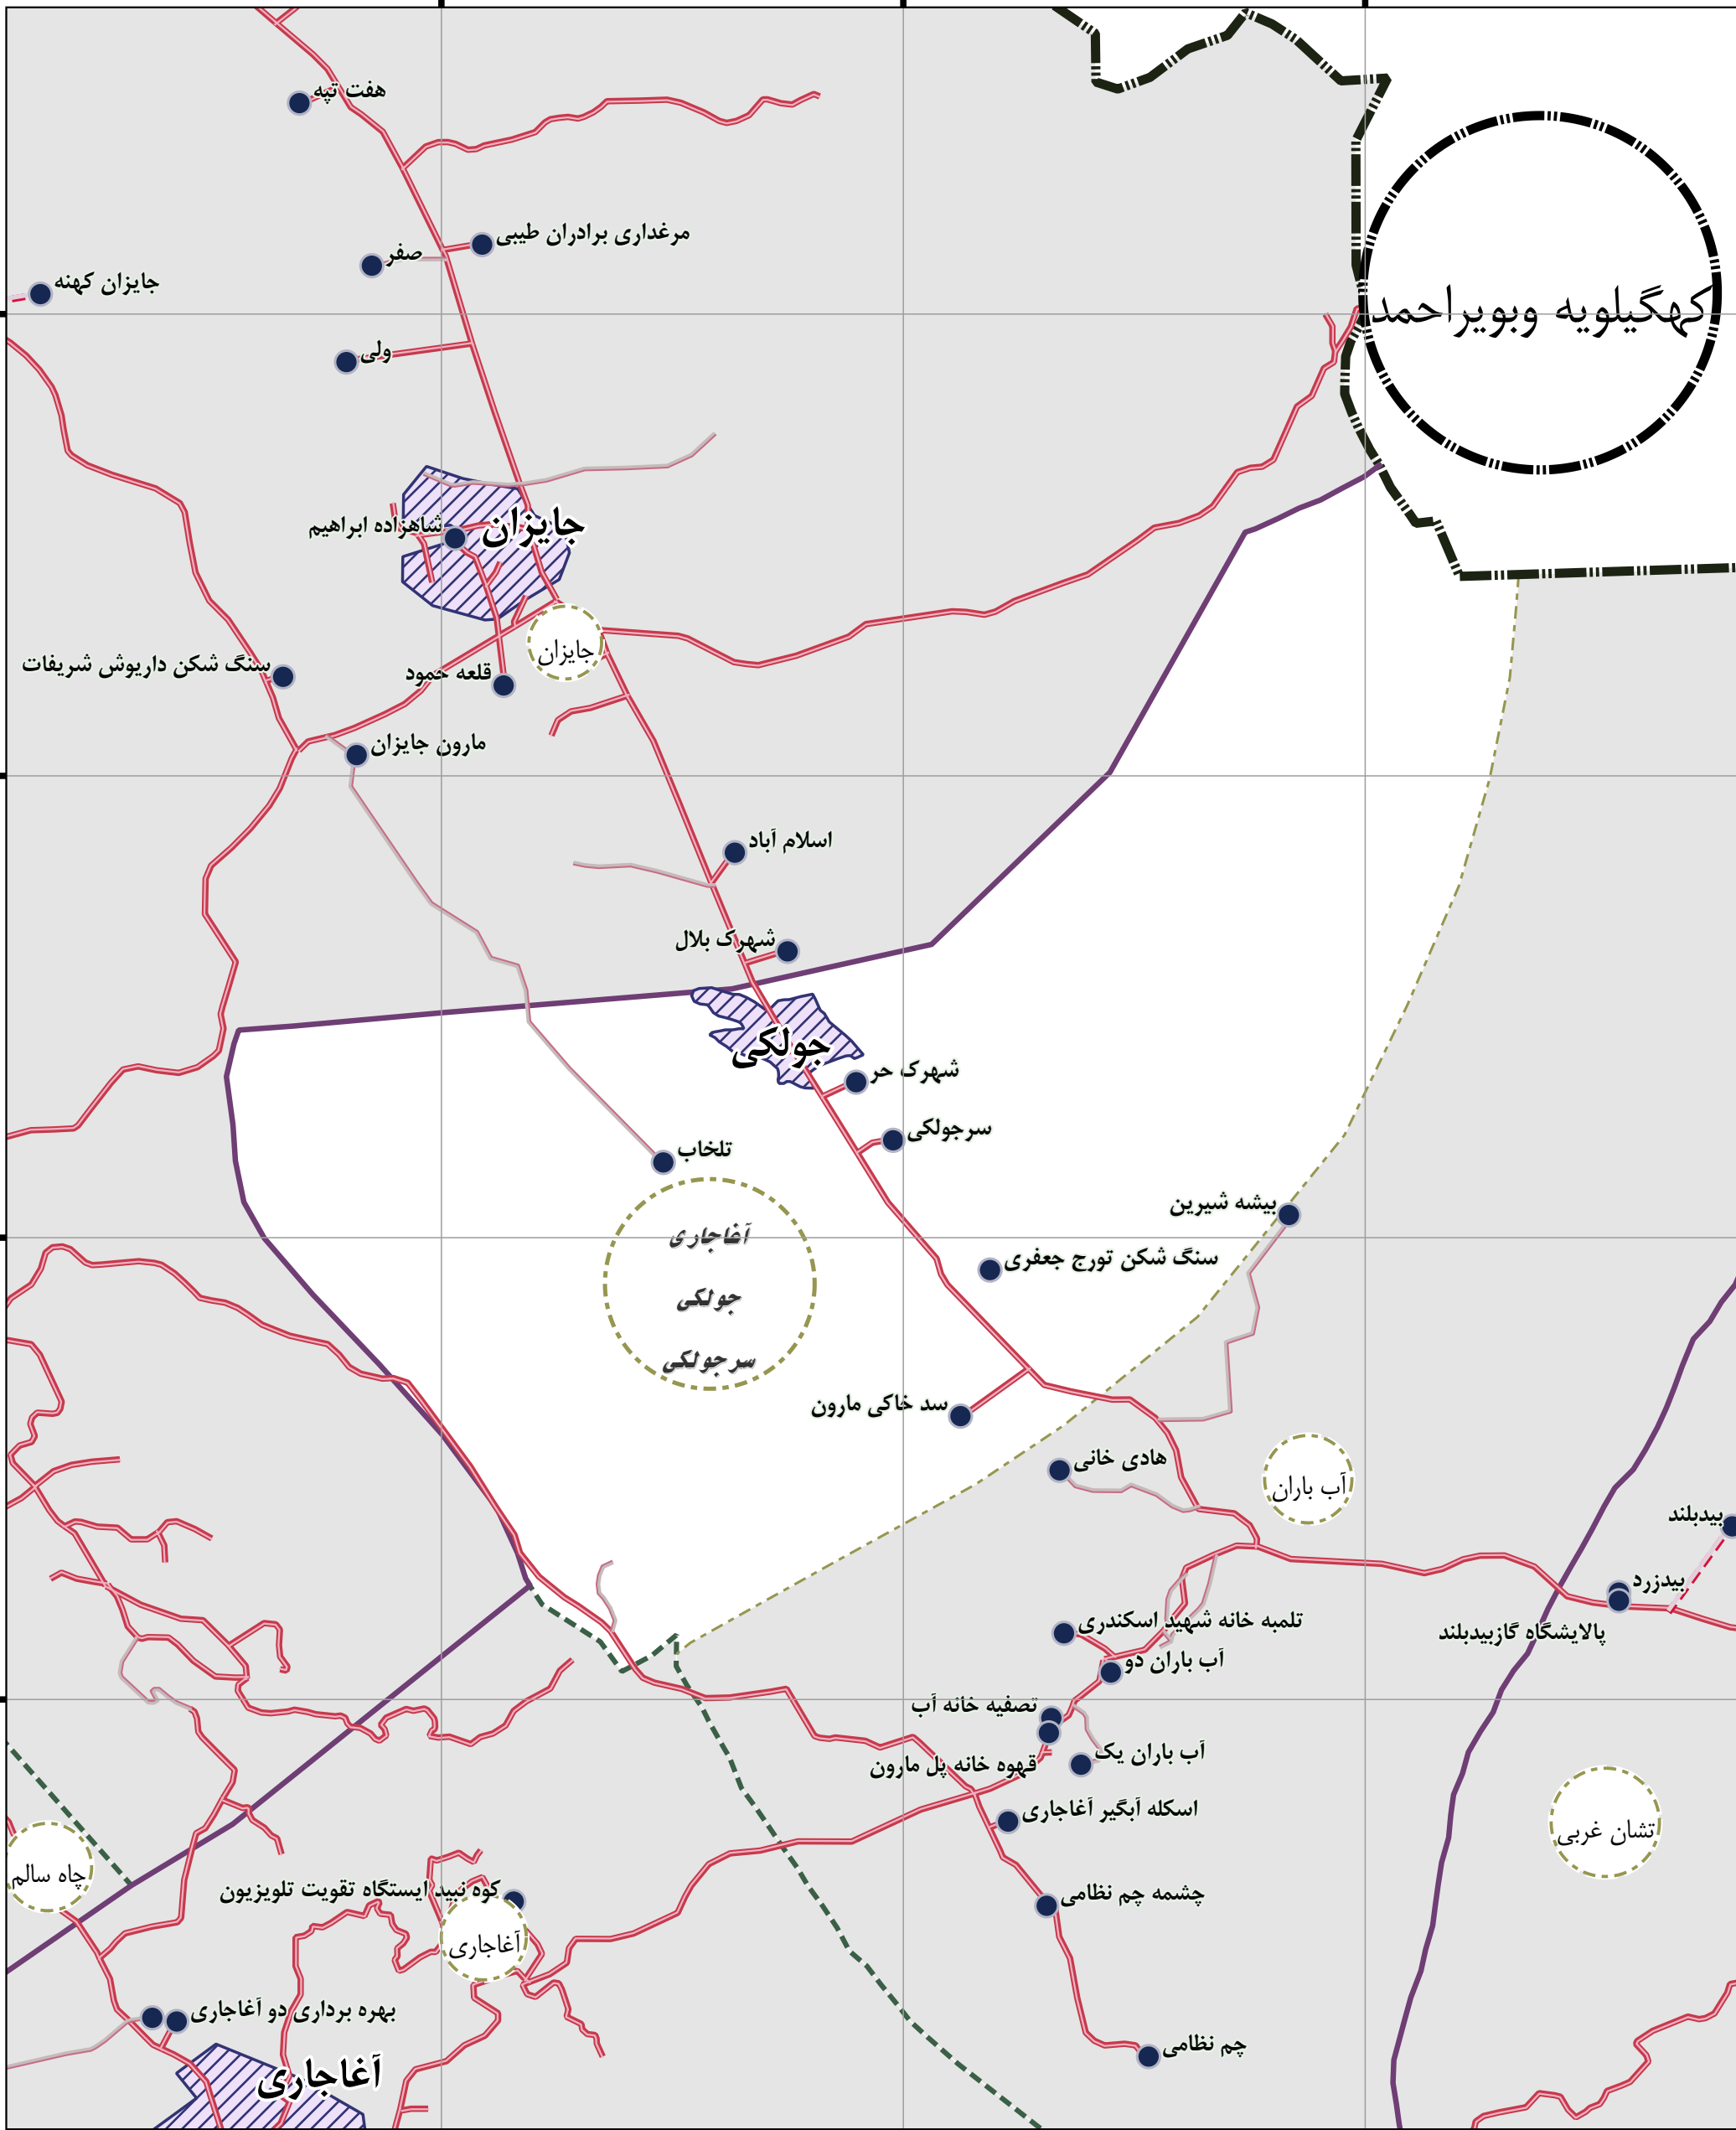 هفت تپه
مرغداری برادران طیبی
صفر
جایزان کهنه
کهگیلویه وبویراحمد
ولی
جایزان
شاهزاده ابراهیم
جایزان
سنگ شکن داریوش شریفات
قلعه حمود
مارون جایزان
اسلام آباد
شهرک بلال
جولکی
شهرک حر
سرجولکی
تلخاب
بیشه شیرین
آغاجاری
جولکی
سرجولکی
سنگ شکن تورج جعفری
سد خاکی مارون
هادی خانی
آب باران
بیدبلند
بیدزرد
پالایشگاه گازبیدبلند
تلمبه خانه شهید اسکندری
آب باران دو
تصفیه خانه آب
آب باران یک
قهوه خانه پل مارون
اسکله آبگیر آغاجاری
تشان غربی
چاه سالم
کوه نبید ایستگاه تقویت تلویزیون
چشمه چم نظامی
آغاجاری
بهره برداری دو آغاجاری
چم نظامی
آغاجاری